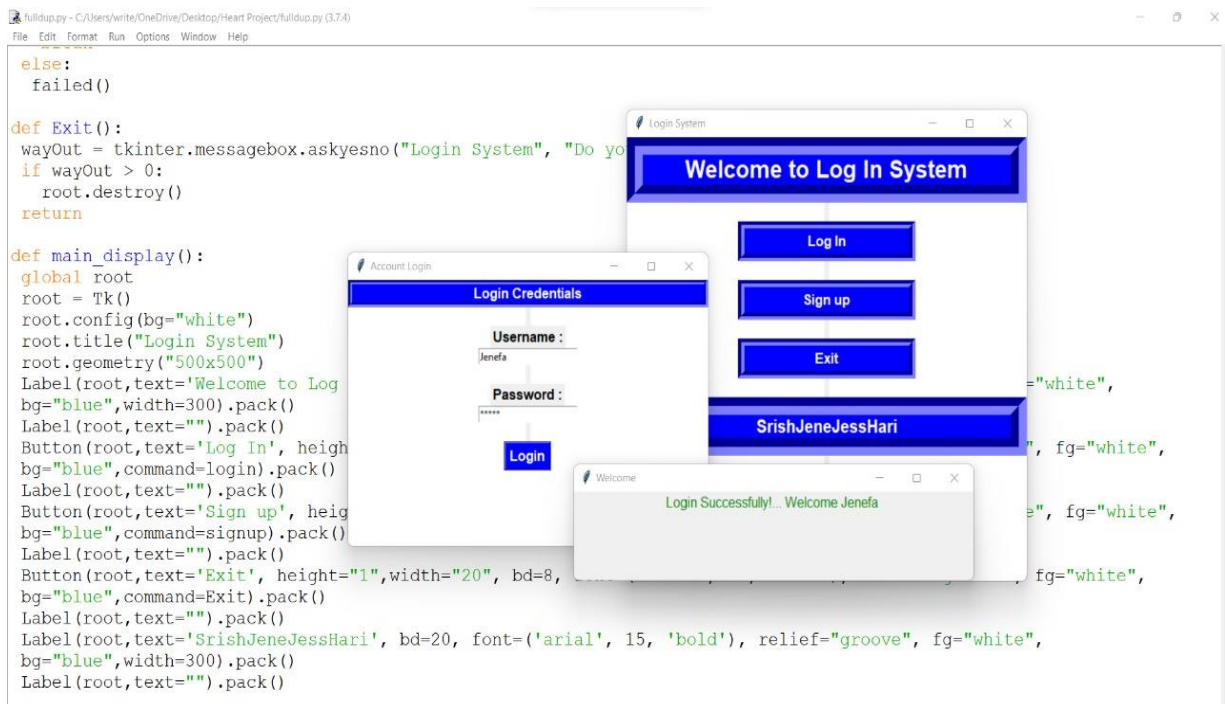 fulldup.py - C:/Users/write/OneDrive/Desktop/Heart Project/fulldup.py (3.7.4)
File Edit Format Run Options Window Help
else:
failed()
def Exit():
wayOut = tkinter.messagebox.askyesno("Login System", "Do yo
if wayOut > 0:
root.destroy()
return
def main_display():
global root
root = Tk()
root.config(bg="white")
root.title("Login System")
root.geometry("500x500")
Label(root,text='Welcome to Log ="white",
bg="blue",width=300).pack()
Label(root,text="").pack()
Button(root,text='Log In', heigh ", fg="white",
bg="blue",command=login).pack()
Label(root,text="").pack()
Button(root,text='Sign up', heig e", fg="white",
bg="blue",command=signup).pack()
Label(root,text="").pack()
Button(root,text='Exit', height="1",width="20", bd=8, fg="white",
bg="blue",command=Exit).pack()
Label(root,text="").pack()
Label(root,text='SrishJeneJessHari', bd=20, font=('arial', 15, 'bold'), relief="groove", fg="white",
bg="blue",width=300).pack()
Label(root,text="").pack()
Login System
Welcome to Log In System
Log In
Sign up
Exit
SrishJeneJessHari
Account Login
Login Credentials
Username :
Jenefa
Password :
*****
Login
Welcome
Login Successfully!... Welcome Jenefa